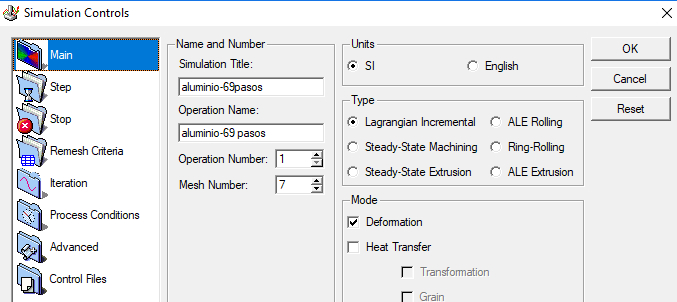 Simulation Controls
Main
Step
Stop
Remesh Criteria
Iteration
Process Conditions
Advanced
Control Files
Name and Number
Simulation Title:
aluminio-69pasos
Operation Name:
aluminio-69 pasos
Operation Number: 1
Mesh Number: 7
Units
SI English
Type
Lagrangian Incremental ALE Rolling
Steady-State Machining Ring-Rolling
Steady-State Extrusion ALE Extrusion
Mode
Deformation
Heat Transfer
Transformation
Grain
OK
Cancel
Reset